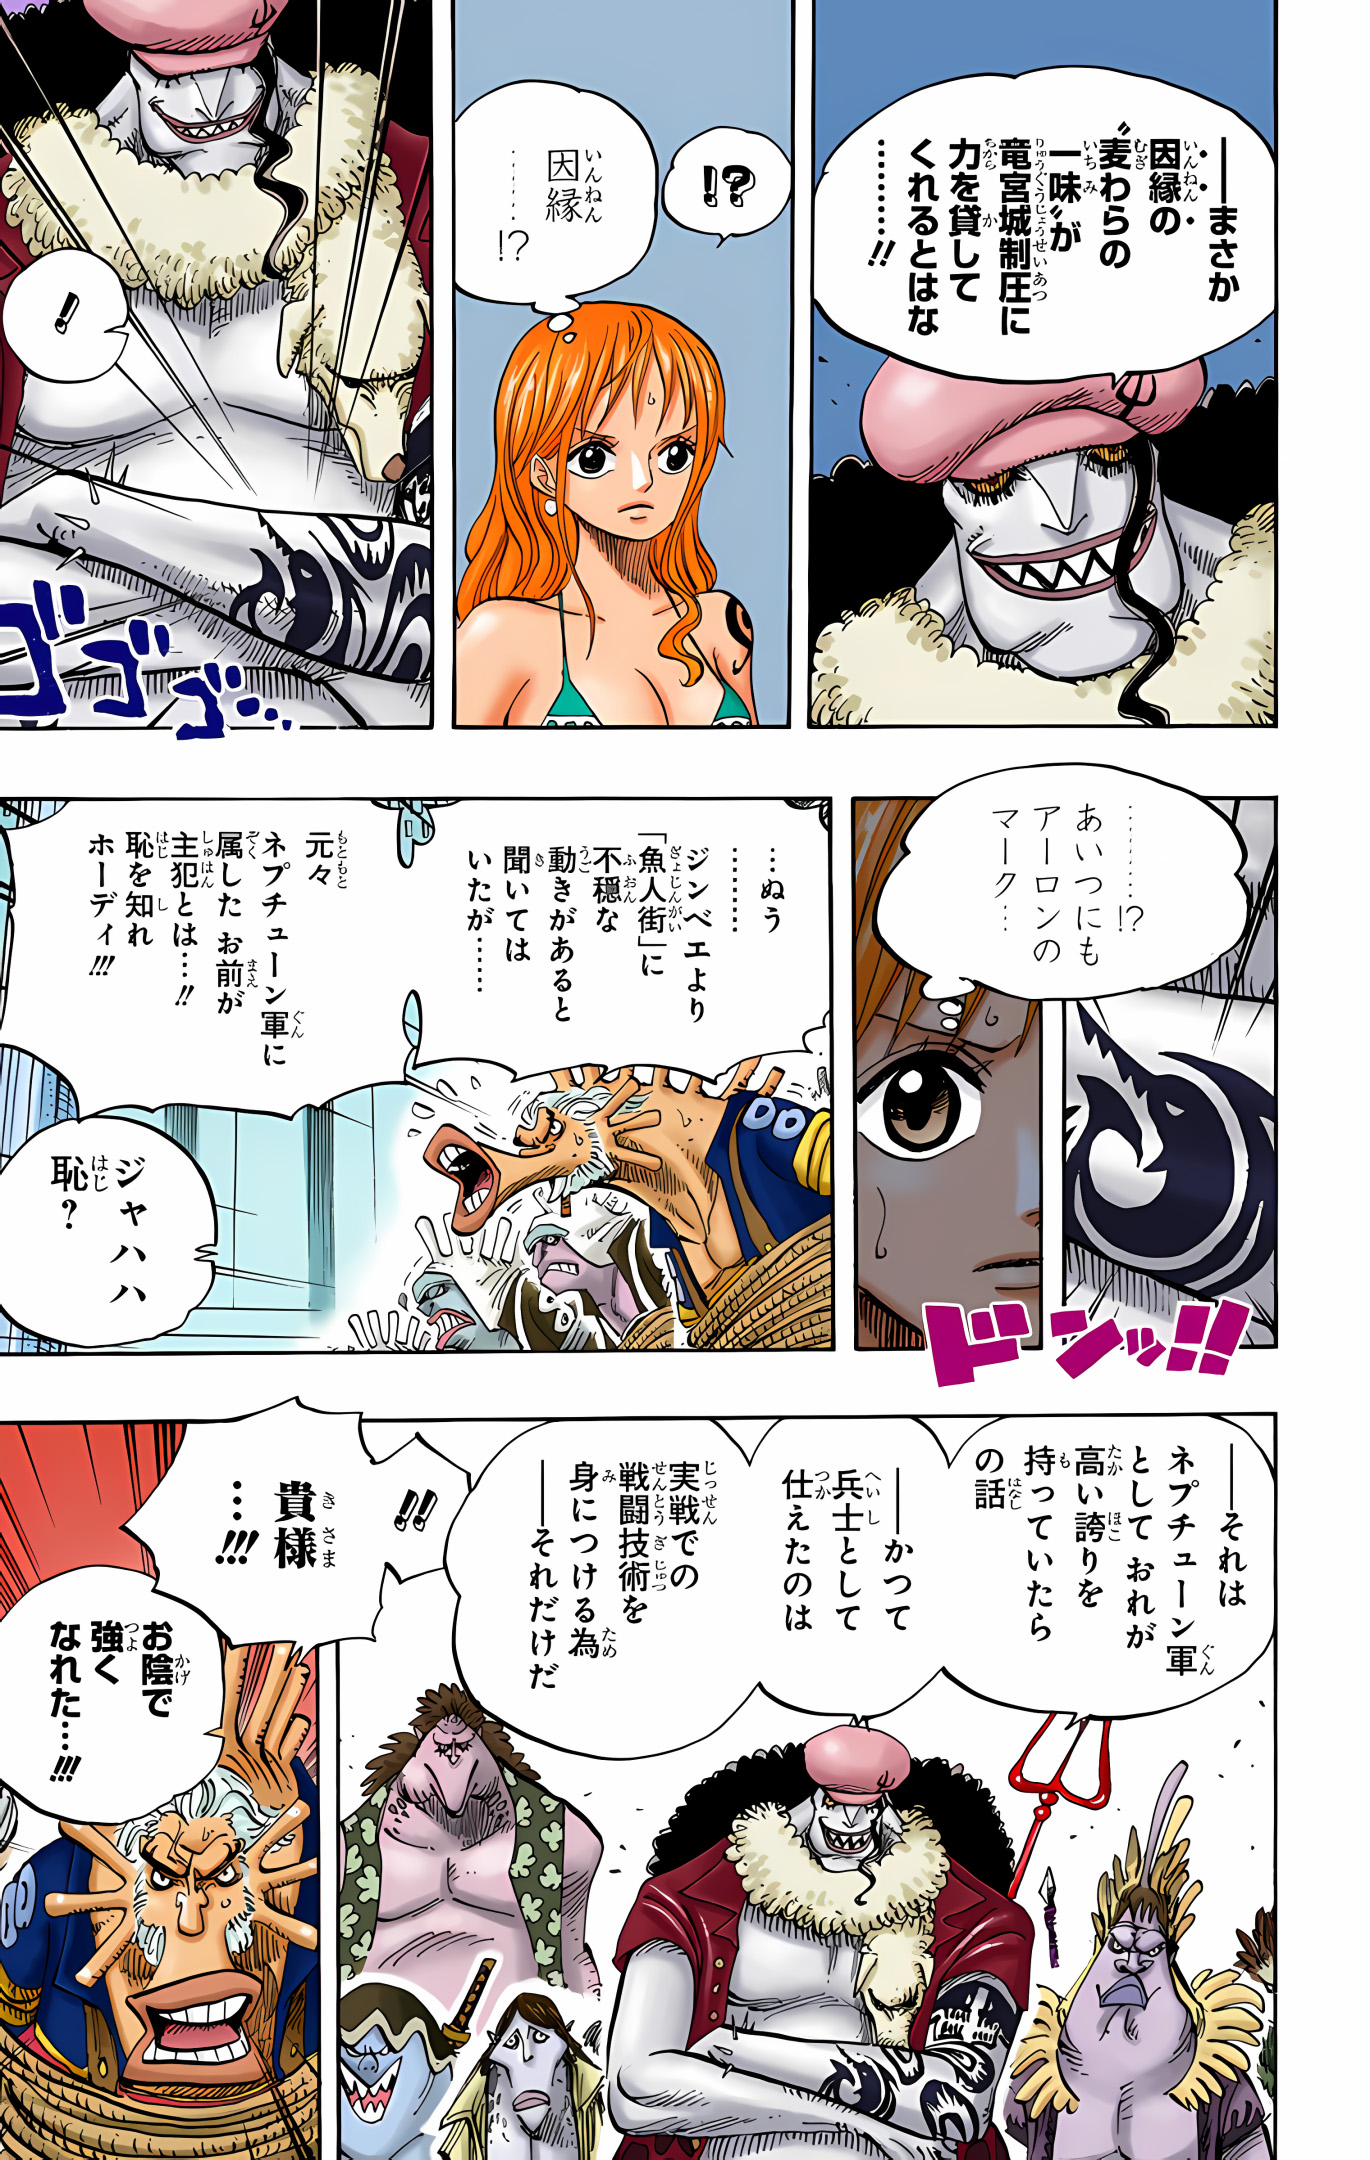 ――まさか
因縁の
〝麦わらの
一味〟が
竜宮城制圧に
力を貸して
くれるとはな
………!!
!?
因縁
……!?
!
ゴゴゴゴ…
………!?
あいつにも
アーロンの
マーク…
ドンッ!!
…ぬう
………
ジンベエより
「魚人街」に
不穏な
動きがあると
聞いては
いたが……
元々
ネプチューン軍に
属した お前が
主犯とは…!!
恥を知れ
ホーディ!!!
ジャハハハ
恥?
――それは
ネプチューン軍
として おれが
高い誇りを
持っていたら
の話
――かつて
兵士として
仕えたのは
実戦での
戦闘技術を
身につける為
――それだけだ
!!
貴様
…!!!
お陰で
強く
なれた…!!!